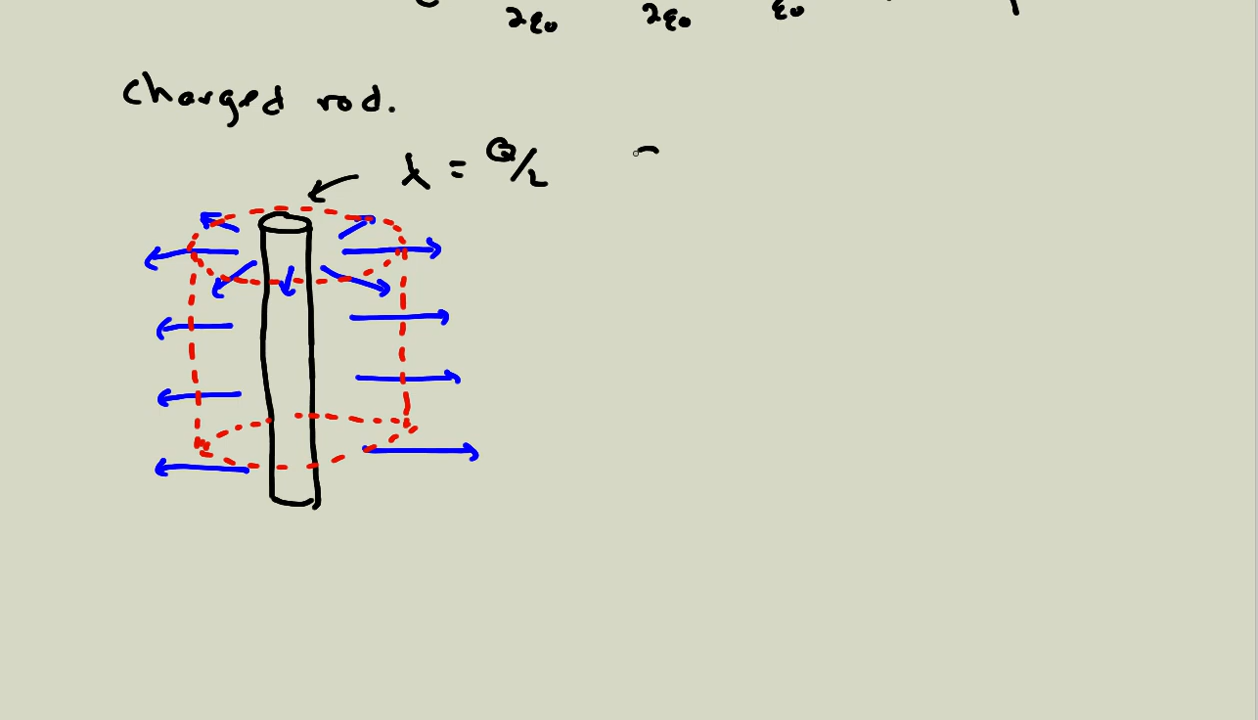 2ε₀ 2ε₀ ε₀
Charged rod.
λ = Q/L